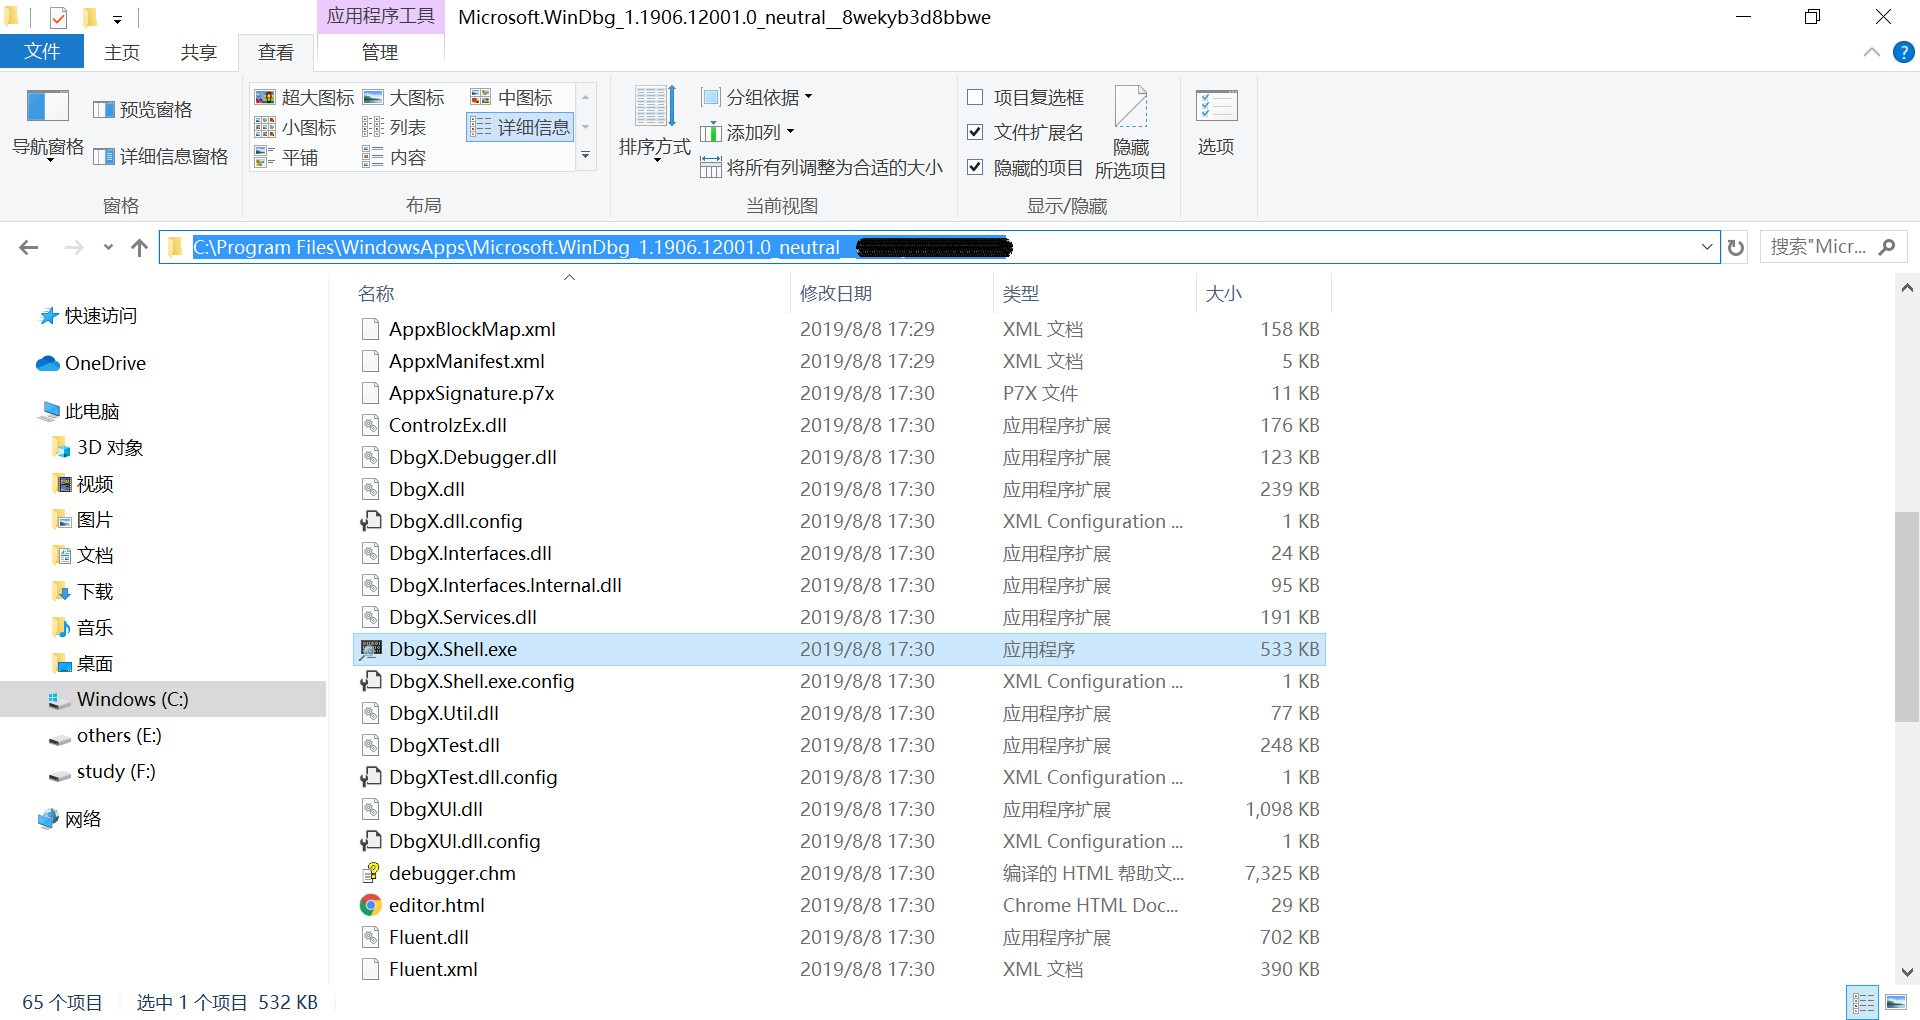 应用程序工具 Microsoft.WinDbg_1.1906.12001.0_neutral__8wekyb3d8bbwe
文件 主页 共享 查看 管理
导航窗格
预览窗格
详细信息窗格
窗格
超大图标 大图标 中图标
小图标 列表 详细信息
平铺 内容
布局
排序方式
分组依据
添加列
将所有列调整为合适的大小
当前视图
项目复选框
文件扩展名
隐藏的项目
隐藏
所选项目
显示/隐藏
选项
C:\Program Files\WindowsApps\Microsoft.WinDbg_1.1906.12001.0_neutral
搜索"Micr...
快速访问
OneDrive
此电脑
3D 对象
视频
图片
文档
下载
音乐
桌面
Windows (C:)
others (E:)
study (F:)
网络
名称 修改日期 类型 大小
AppxBlockMap.xml 2019/8/8 17:29 XML 文档 158 KB
AppxManifest.xml 2019/8/8 17:29 XML 文档 5 KB
AppxSignature.p7x 2019/8/8 17:30 P7X 文件 11 KB
ControlzEx.dll 2019/8/8 17:30 应用程序扩展 176 KB
DbgX.Debugger.dll 2019/8/8 17:30 应用程序扩展 123 KB
DbgX.dll 2019/8/8 17:30 应用程序扩展 239 KB
DbgX.dll.config 2019/8/8 17:30 XML Configuration ... 1 KB
DbgX.Interfaces.dll 2019/8/8 17:30 应用程序扩展 24 KB
DbgX.Interfaces.Internal.dll 2019/8/8 17:30 应用程序扩展 95 KB
DbgX.Services.dll 2019/8/8 17:30 应用程序扩展 191 KB
DbgX.Shell.exe 2019/8/8 17:30 应用程序 533 KB
DbgX.Shell.exe.config 2019/8/8 17:30 XML Configuration ... 1 KB
DbgX.Util.dll 2019/8/8 17:30 应用程序扩展 77 KB
DbgXTest.dll 2019/8/8 17:30 应用程序扩展 248 KB
DbgXTest.dll.config 2019/8/8 17:30 XML Configuration ... 1 KB
DbgXUI.dll 2019/8/8 17:30 应用程序扩展 1,098 KB
DbgXUI.dll.config 2019/8/8 17:30 XML Configuration ... 1 KB
debugger.chm 2019/8/8 17:30 编译的 HTML 帮助文... 7,325 KB
editor.html 2019/8/8 17:30 Chrome HTML Doc... 29 KB
Fluent.dll 2019/8/8 17:30 应用程序扩展 702 KB
Fluent.xml 2019/8/8 17:30 XML 文档 390 KB
65 个项目 选中 1 个项目 532 KB